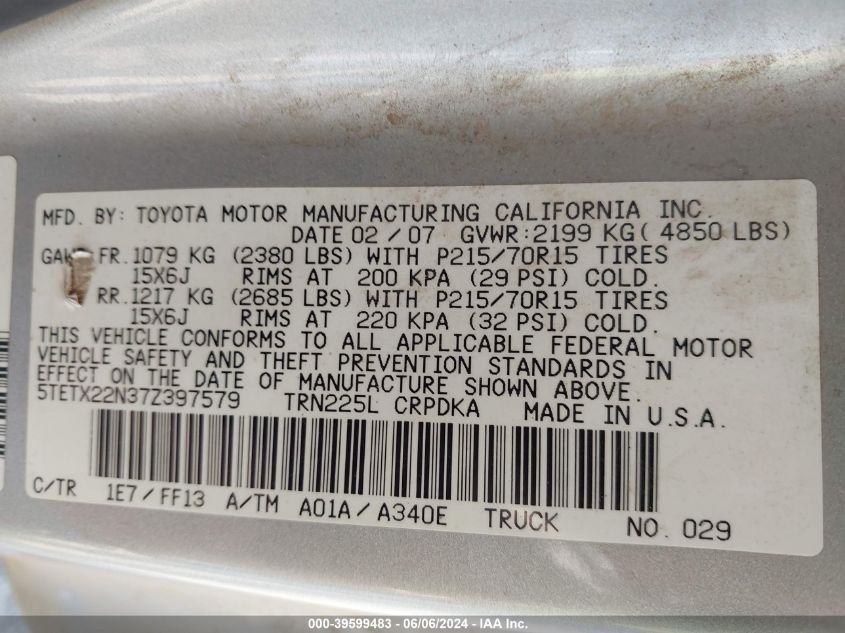 MFD. BY: TOYOTA MOTOR MANUFACTURING CALIFORNIA INC.
DATE 02 / 07 GVWR:2199 KG( 4850 LBS)
FR. 1079 KG (2380 LBS) WITH P215/70R15 TIRES
15X6J RIMS AT 200 KPA (29 PSI) COLD.
RR. 1217 KG (2685 LBS) WITH P215/70R15 TIRES
15X6J RIMS AT 220 KPA (32 PSI) COLD.
THIS VEHICLE CONFORMS TO ALL APPLICABLE FEDERAL MOTOR
VEHICLE SAFETY AND THEFT PREVENTION STANDARDS IN
EFFECT ON THE DATE OF MANUFACTURE SHOWN ABOVE.
5TETX22N37Z397579 TRN225L CRPDKA MADE IN U.S.A.
C/TR 1E7/FF13 A/TM A01A/A340E TRUCK NO. 029
000-39599483 - 06/06/2024 - IAA Inc.